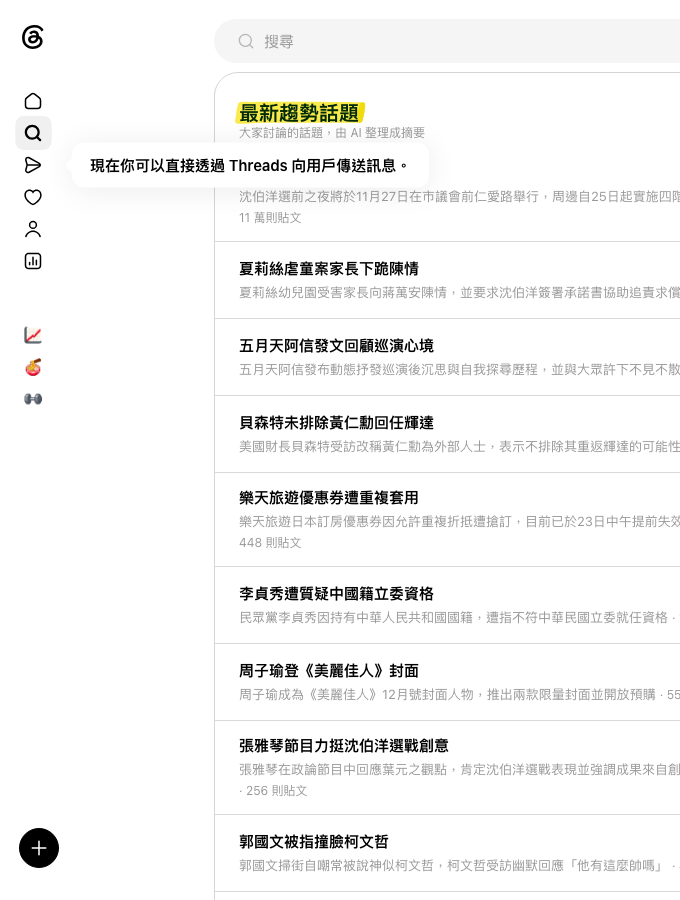 搜尋
最新趨勢話題
大家討論的話題，由 AI 整理成摘要
現在你可以直接透過 Threads 向用戶傳送訊息。
沈伯洋選前之夜將於11月27日在市議會前仁愛路舉行，周邊自25日起實施四階
11 萬則貼文
夏莉絲虐童案家長下跪陳情
夏莉絲幼兒園受害家長向蔣萬安陳情，並要求沈伯洋簽署承諾書協助追責求償
五月天阿信發文回顧巡演心境
五月天阿信發布動態抒發巡演後沉思與自我探尋歷程，並與大眾許下不見不散
貝森特未排除黃仁勳回任輝達
美國財長貝森特受訪改稱黃仁勳為外部人士，表示不排除其重返輝達的可能性
樂天旅遊優惠券遭重複套用
樂天旅遊日本訂房優惠券因允許重複折抵遭搶訂，目前已於23日中午提前失效
448 則貼文
李貞秀遭質疑中國籍立委資格
民眾黨李貞秀因持有中華人民共和國國籍，遭指不符中華民國立委就任資格 ·
周子瑜登《美麗佳人》封面
周子瑜成為《美麗佳人》12月號封面人物，推出兩款限量封面並開放預購 · 55
張雅琴節目力挺沈伯洋選戰創意
張雅琴在政論節目中回應葉元之觀點，肯定沈伯洋選戰表現並強調成果來自創
· 256 則貼文
郭國文被指撞臉柯文哲
郭國文掃街自嘲常被說神似柯文哲，柯文哲受訪幽默回應「他有這麼帥嗎」 ·